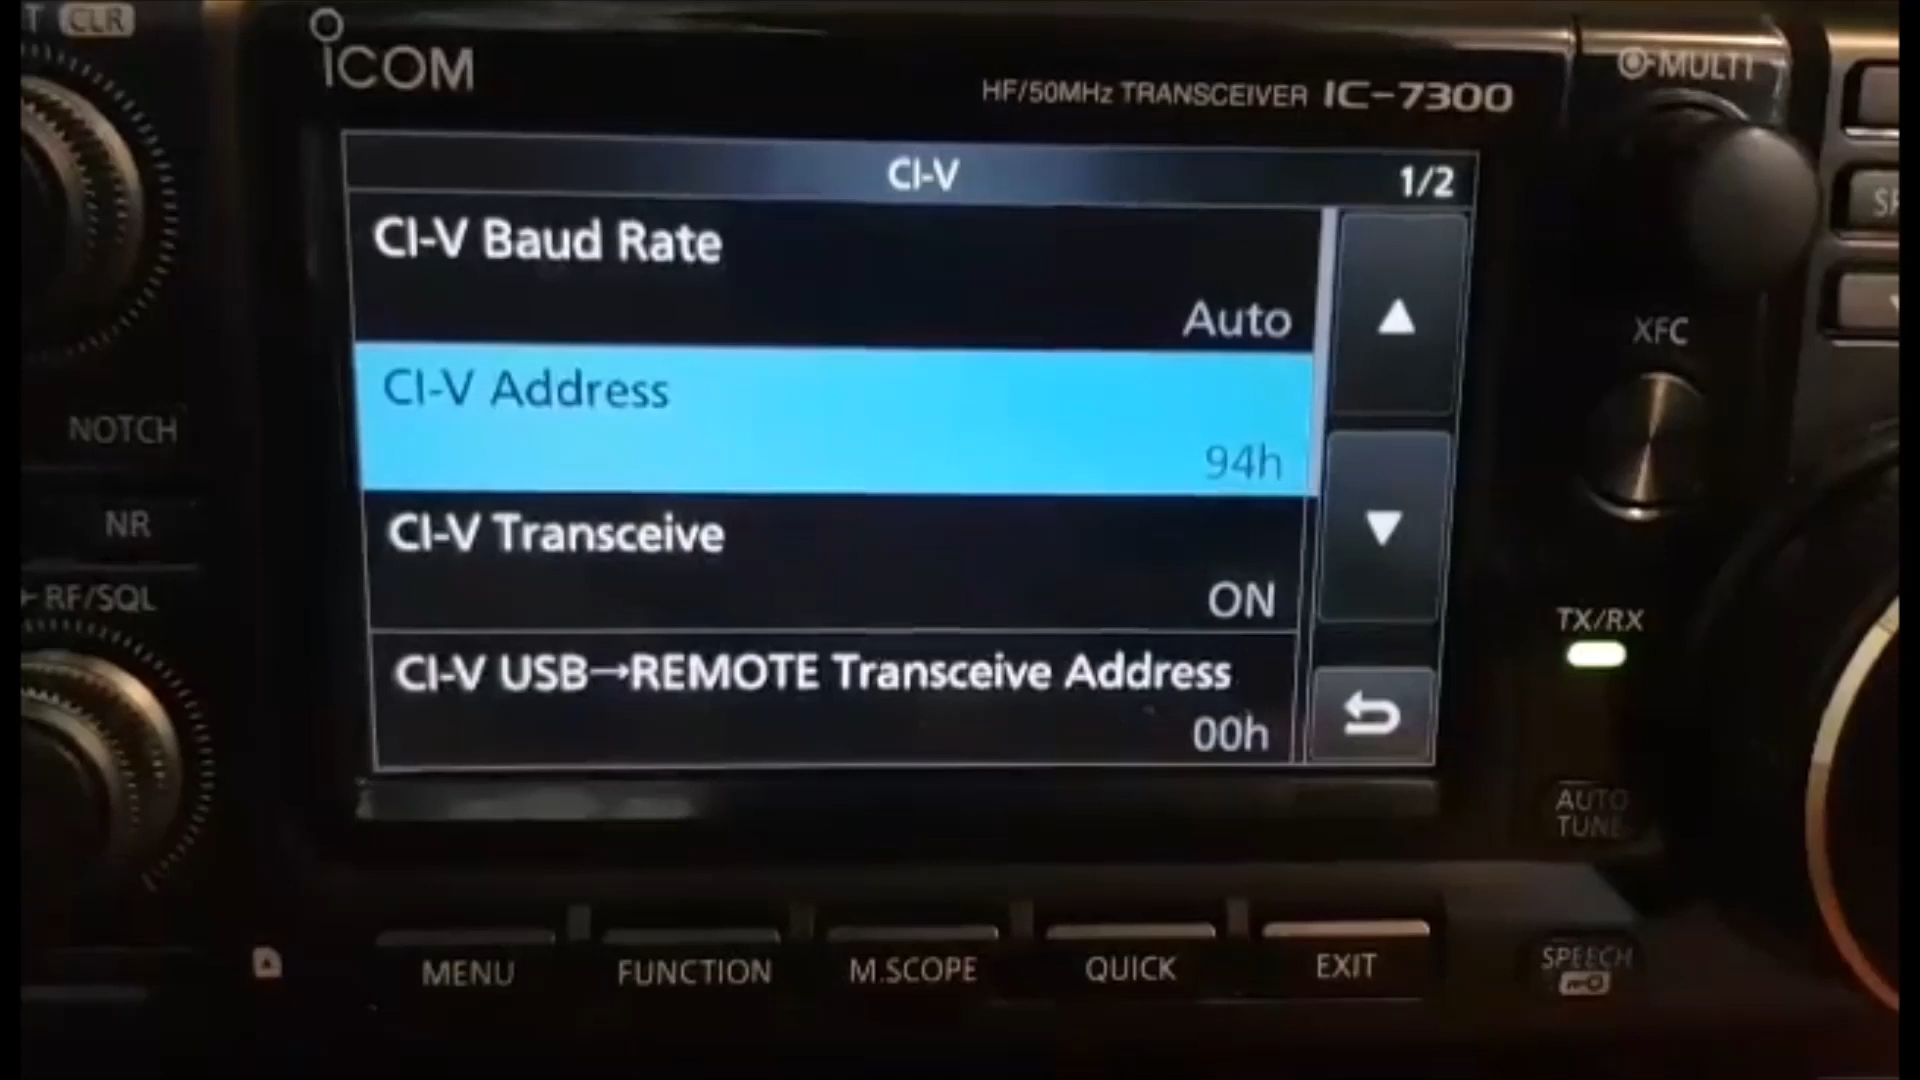 CLR
ICOM
HF/50MHz TRANSCEIVER IC-7300
MULTI
CI-V 1/2
CI-V Baud Rate
Auto
CI-V Address
94h
CI-V Transceive
ON
CI-V USB→REMOTE Transceive Address
00h
NOTCH
NR
RF/SQL
XFC
TX/RX
AUTO
TUNE
MENU FUNCTION M.SCOPE QUICK EXIT
SPEECH